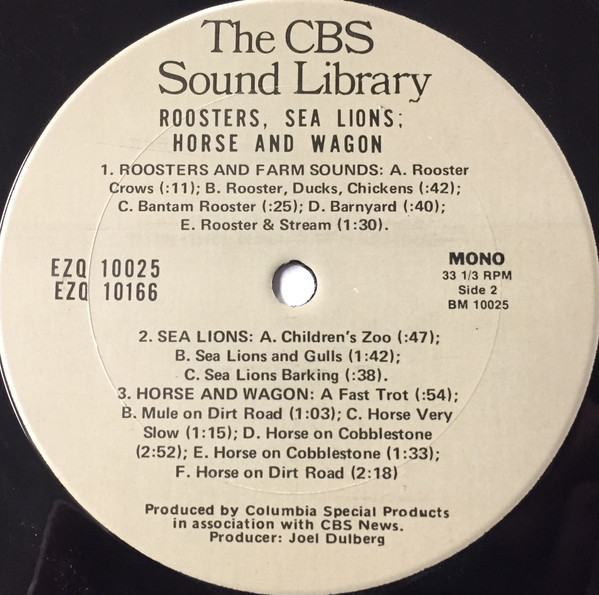 The CBS
Sound Library
ROOSTERS, SEA LIONS;
HORSE AND WAGON
1. ROOSTERS AND FARM SOUNDS: A. Rooster
Crows (:11); B. Rooster, Ducks, Chickens (:42);
C. Bantam Rooster (:25); D. Barnyard (:40);
E. Rooster & Stream (1:30).
EZQ 10025
EZQ 10166
MONO
33 1/3 RPM
Side 2
BM 10025
2. SEA LIONS: A. Children's Zoo (:47);
B. Sea Lions and Gulls (1:42);
C. Sea Lions Barking (:38).
3. HORSE AND WAGON: A Fast Trot (:54);
B. Mule on Dirt Road (1:03); C. Horse Very
Slow (1:15); D. Horse on Cobblestone
(2:52); E. Horse on Cobblestone (1:33);
F. Horse on Dirt Road (2:18)
Produced by Columbia Special Products
in association with CBS News.
Producer: Joel Dulberg